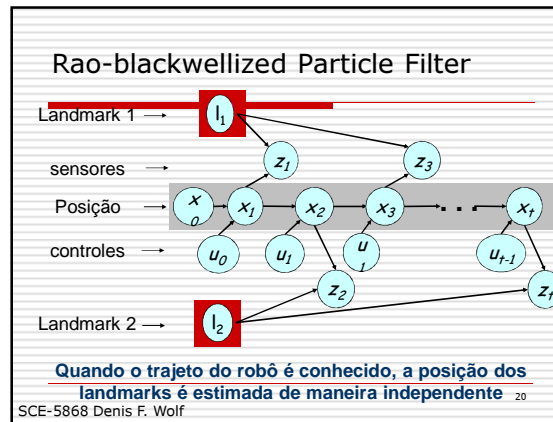 Rao-blackwellized Particle Filter
Landmark 1
l1
sensores
z1
z3
Posição
x
0
x1
x2
x3
...
xt
controles
u0
u1
u
1
ut-1
z2
zt
Landmark 2
l2
Quando o trajeto do robô é conhecido, a posição dos
landmarks é estimada de maneira independente
20
SCE-5868 Denis F. Wolf